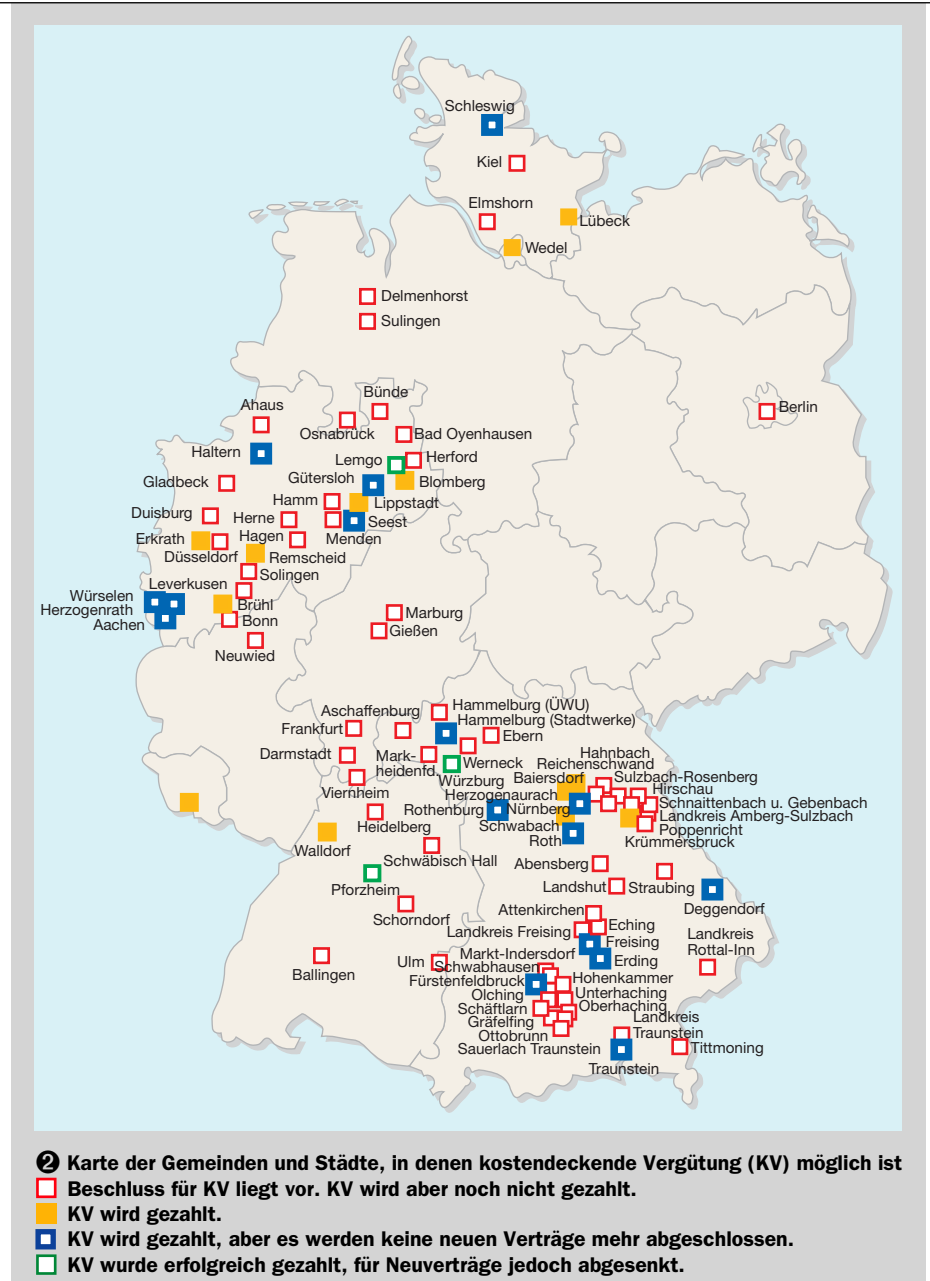 Schleswig
Kiel
Elmshorn
Lübeck
Wedel
Delmenhorst
Sulingen
Bünde
Ahaus
Berlin
Osnabrück
Bad Oyenhausen
Haltern
Lemgo
Herford
Gütersloh
Blomberg
Gladbeck
Hamm
Lippstadt
Duisburg
Herne
Seest
Erkrath
Hagen
Menden
Düsseldorf
Remscheid
Solingen
Leverkusen
Würselen
Brühl
Herzogenrath
Marburg
Aachen
Bonn
Gießen
Neuwied
Hammelburg (ÜWU)
Aschaffenburg
Hammelburg (Stadtwerke)
Frankfurt
Ebern
Hahnbach
Darmstadt
Mark-
heidenfd.
Werneck
Reichenschwand
Würzburg
Baiersdorf
Sulzbach-Rosenberg
Viernheim
Herzogenaurach
Hirschau
Rothenburg
Nürnberg
Schnaittenbach u. Gebenbach
Heidelberg
Schwabach
Landkreis Amberg-Sulzbach
Walldorf
Roth
Poppenricht
Krümmersbruck
Schwäbisch Hall
Abensberg
Pforzheim
Landshut
Straubing
Schorndorf
Attenkirchen
Deggendorf
Landkreis Freising
Eching
Landkreis
Rottal-Inn
Freising
Ballingen
Ulm
Markt-Indersdorf
Erding
Schwabhausen
Fürstenfeldbruck
Hohenkammer
Olching
Unterhaching
Schäftlarn
Oberhaching
Gräfelfing
Landkreis
Traunstein
Ottobrunn
Sauerlach Traunstein
Tittmoning
Traunstein
❷ Karte der Gemeinden und Städte, in denen kostendeckende Vergütung (KV) möglich ist
Beschluss für KV liegt vor. KV wird aber noch nicht gezahlt.
KV wird gezahlt.
KV wird gezahlt, aber es werden keine neuen Verträge mehr abgeschlossen.
KV wurde erfolgreich gezahlt, für Neuverträge jedoch abgesenkt.